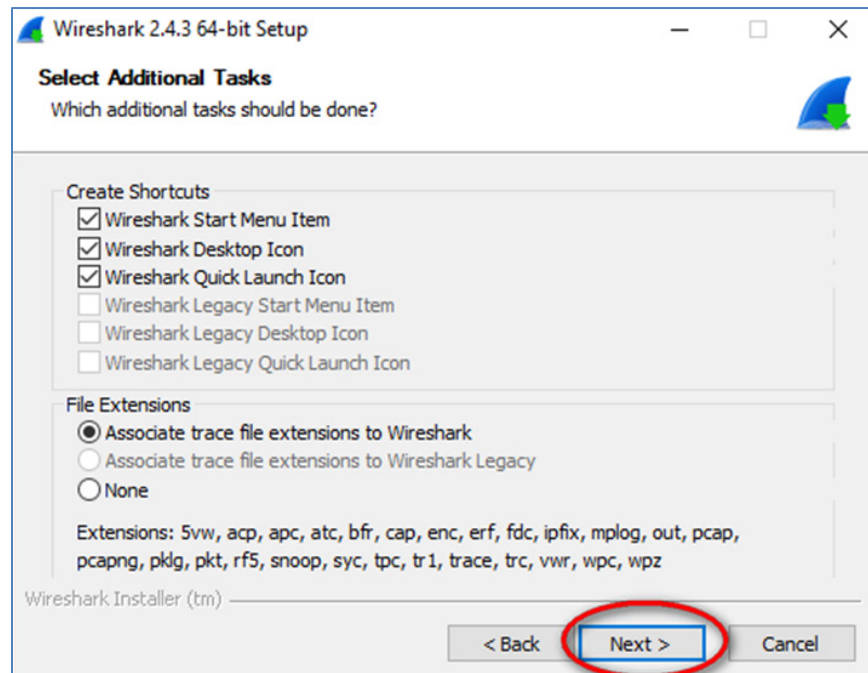 Wireshark 2.4.3 64-bit Setup
Select Additional Tasks
Which additional tasks should be done?
Create Shortcuts
Wireshark Start Menu Item
Wireshark Desktop Icon
Wireshark Quick Launch Icon
Wireshark Legacy Start Menu Item
Wireshark Legacy Desktop Icon
Wireshark Legacy Quick Launch Icon
File Extensions
Associate trace file extensions to Wireshark
Associate trace file extensions to Wireshark Legacy
None
Extensions: 5vw, acp, apc, atc, bfr, cap, enc, erf, fdc, ipfix, mplog, out, pcap,
pcapng, pklg, pkt, rf5, snoop, syc, tpc, tr1, trace, trc, vwr, wpc, wpz
Wireshark Installer (tm)
< Back Next > Cancel